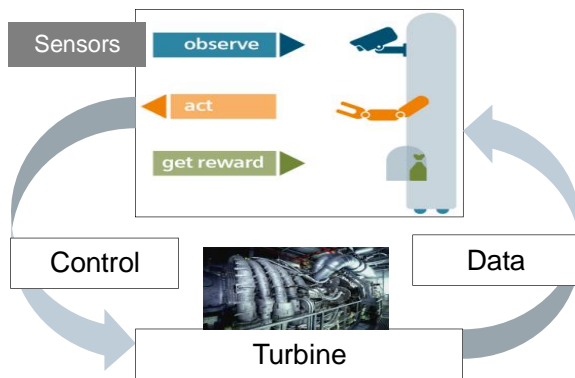 Sensors
observe
act
get reward
Control
Data
Turbine